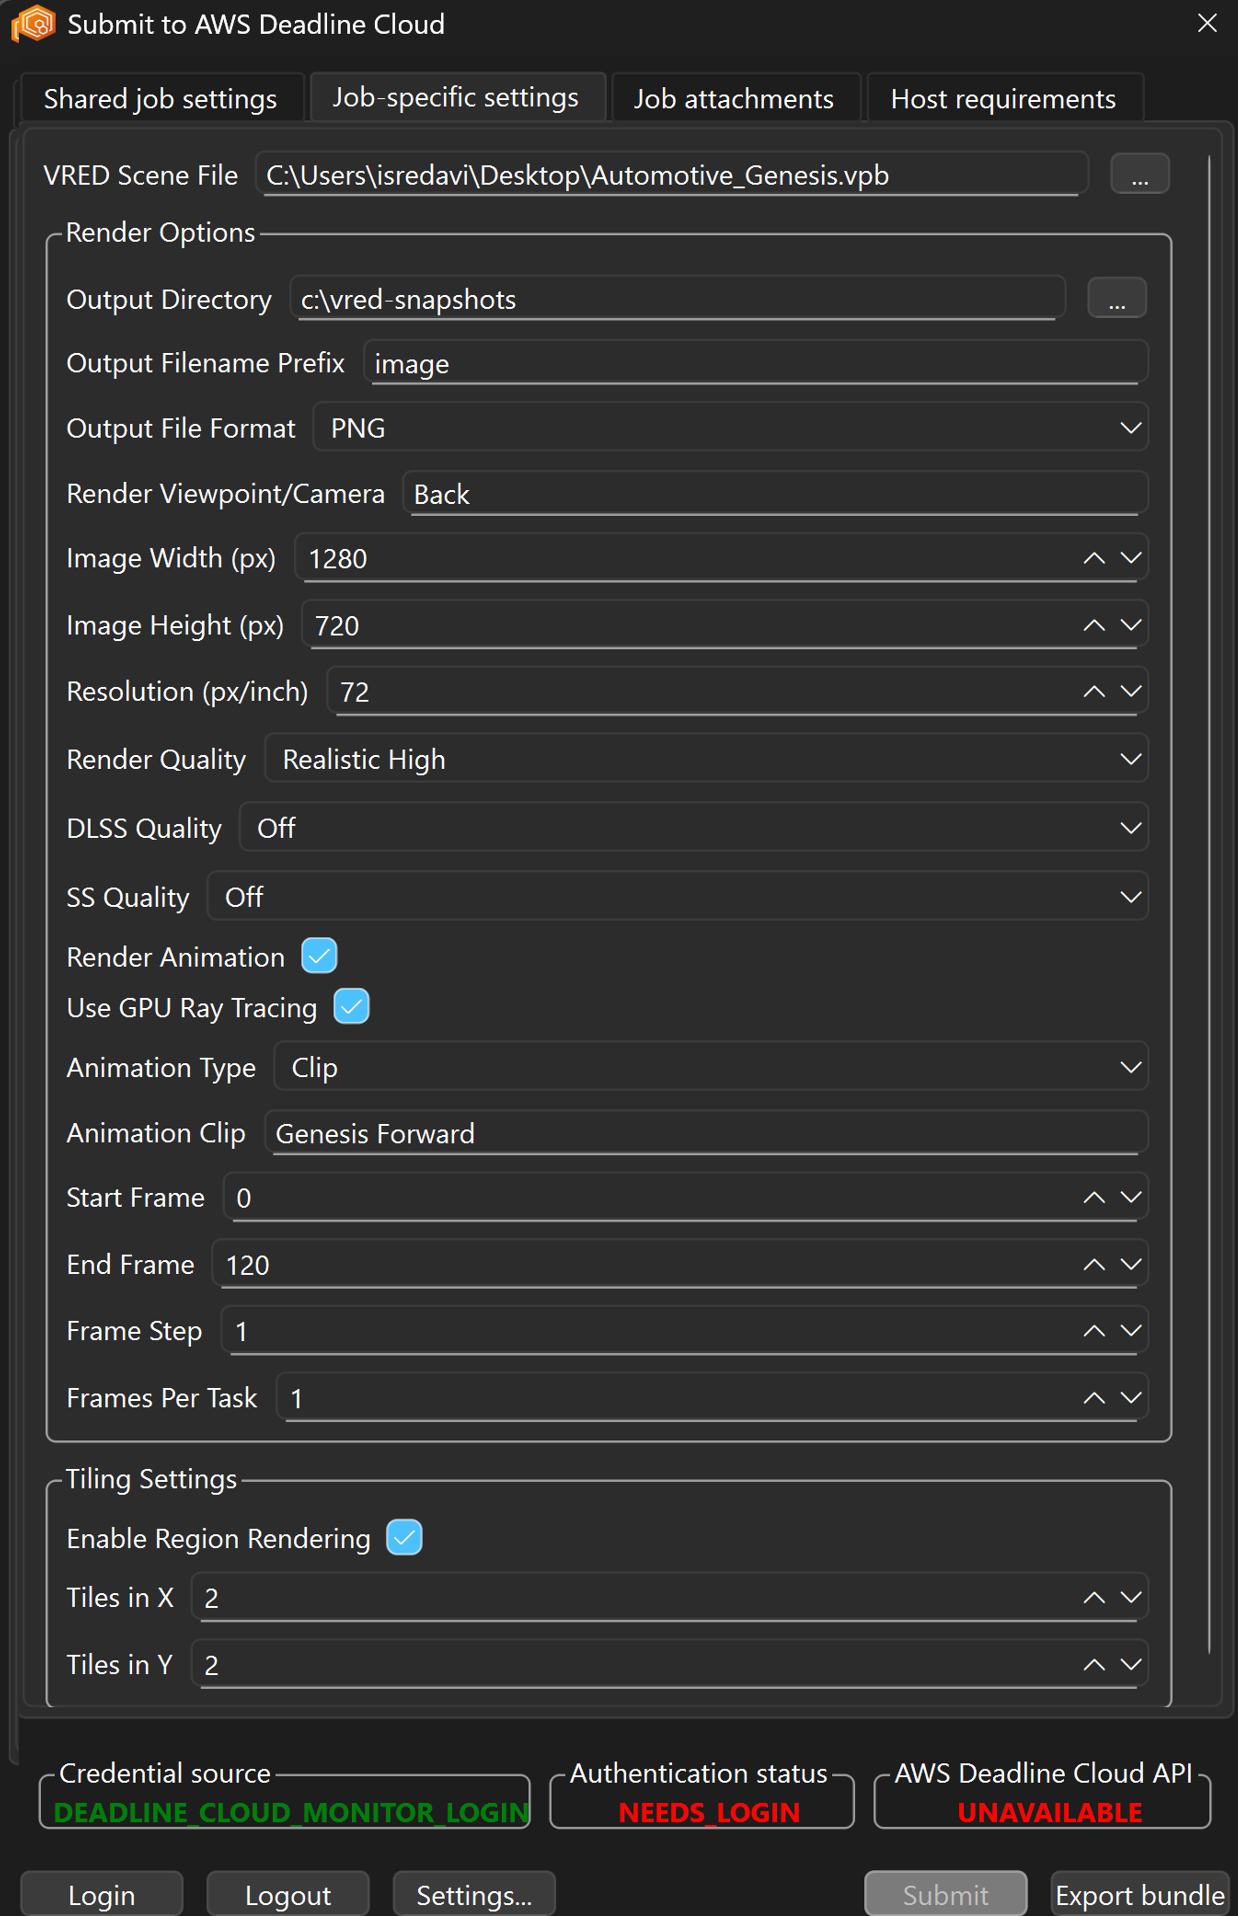 Submit to AWS Deadline Cloud
Shared job settings Job-specific settings Job attachments Host requirements
VRED Scene File C:\Users\isredavi\Desktop\Automotive_Genesis.vpb ...
Render Options
Output Directory c:\vred-snapshots ...
Output Filename Prefix image
Output File Format PNG
Render Viewpoint/Camera Back
Image Width (px) 1280
Image Height (px) 720
Resolution (px/inch) 72
Render Quality Realistic High
DLSS Quality Off
SS Quality Off
Render Animation
Use GPU Ray Tracing
Animation Type Clip
Animation Clip Genesis Forward
Start Frame 0
End Frame 120
Frame Step 1
Frames Per Task 1
Tiling Settings
Enable Region Rendering
Tiles in X 2
Tiles in Y 2
Credential source Authentication status AWS Deadline Cloud API
DEADLINE_CLOUD_MONITOR_LOGIN NEEDS_LOGIN UNAVAILABLE
Login Logout Settings... Submit Export bundle